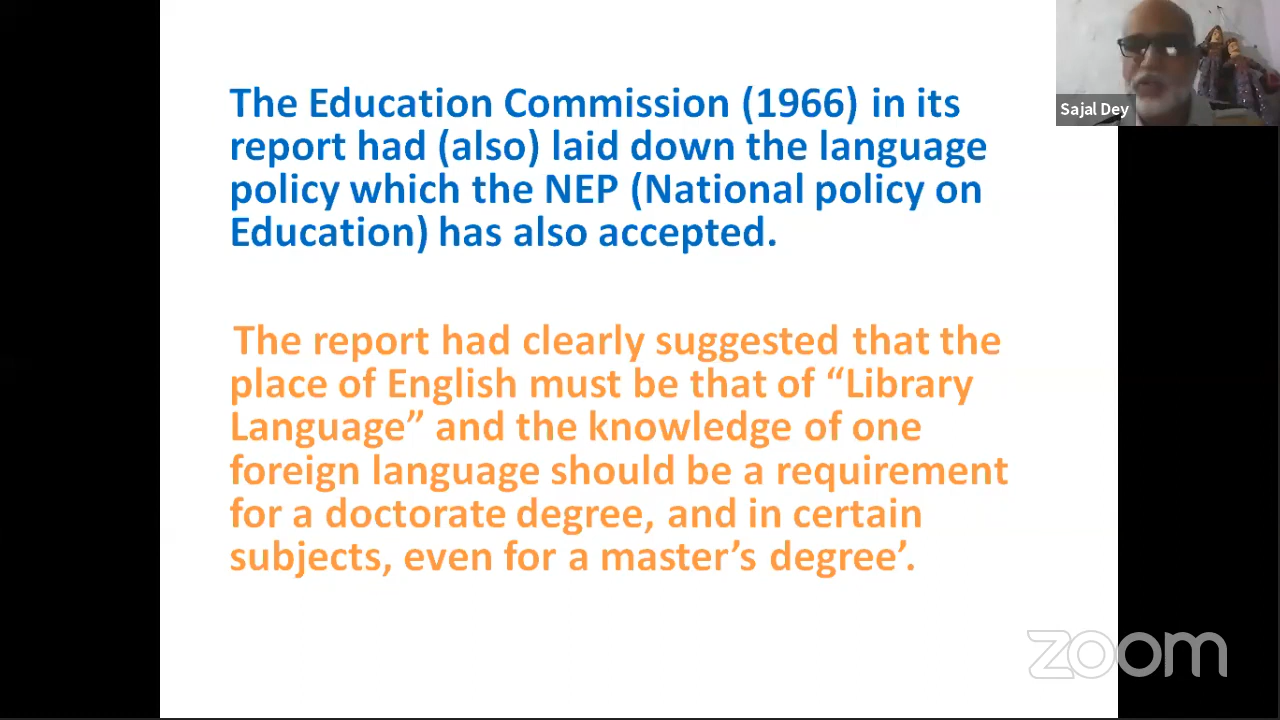 The Education Commission (1966) in its
report had (also) laid down the language
policy which the NEP (National policy on
Education) has also accepted.
The report had clearly suggested that the
place of English must be that of “Library
Language” and the knowledge of one
foreign language should be a requirement
for a doctorate degree, and in certain
subjects, even for a master’s degree’.
Sajal Dey
zoom